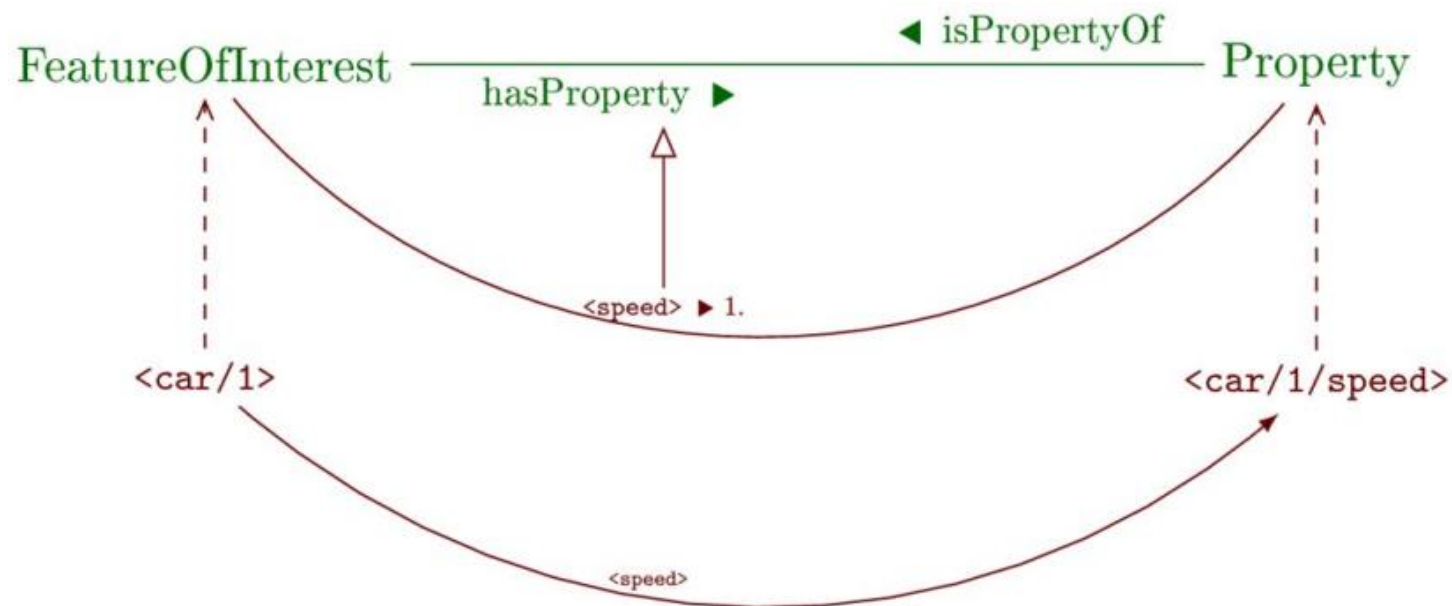 ◀ isPropertyOf
FeatureOfInterest
Property
hasProperty ▶
<speed> ▶ 1.
<car/1>
<car/1/speed>
<speed>